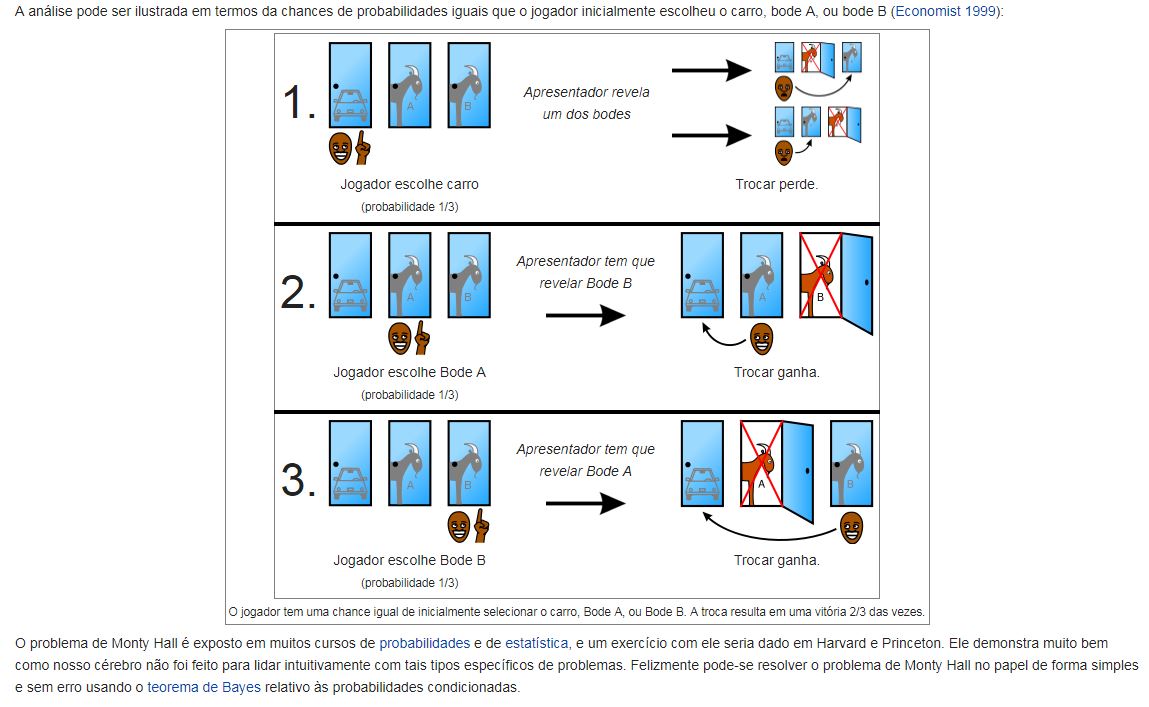 A análise pode ser ilustrada em termos da chances de probabilidades iguais que o jogador inicialmente escolheu o carro, bode A, ou bode B (Economist 1999):
1.
A
B
Apresentador revela
um dos bodes
Jogador escolhe carro
(probabilidade 1/3)
Trocar perde.
2.
A
B
Apresentador tem que
revelar Bode B
A
B
Jogador escolhe Bode A
(probabilidade 1/3)
Trocar ganha.
3.
A
B
Apresentador tem que
revelar Bode A
A
B
Jogador escolhe Bode B
(probabilidade 1/3)
Trocar ganha.
O jogador tem uma chance igual de inicialmente selecionar o carro, Bode A, ou Bode B. A troca resulta em uma vitória 2/3 das vezes.
O problema de Monty Hall é exposto em muitos cursos de probabilidades e de estatística, e um exercício com ele seria dado em Harvard e Princeton. Ele demonstra muito bem
como nosso cérebro não foi feito para lidar intuitivamente com tais tipos específicos de problemas. Felizmente pode-se resolver o problema de Monty Hall no papel de forma simples
e sem erro usando o teorema de Bayes relativo às probabilidades condicionadas.